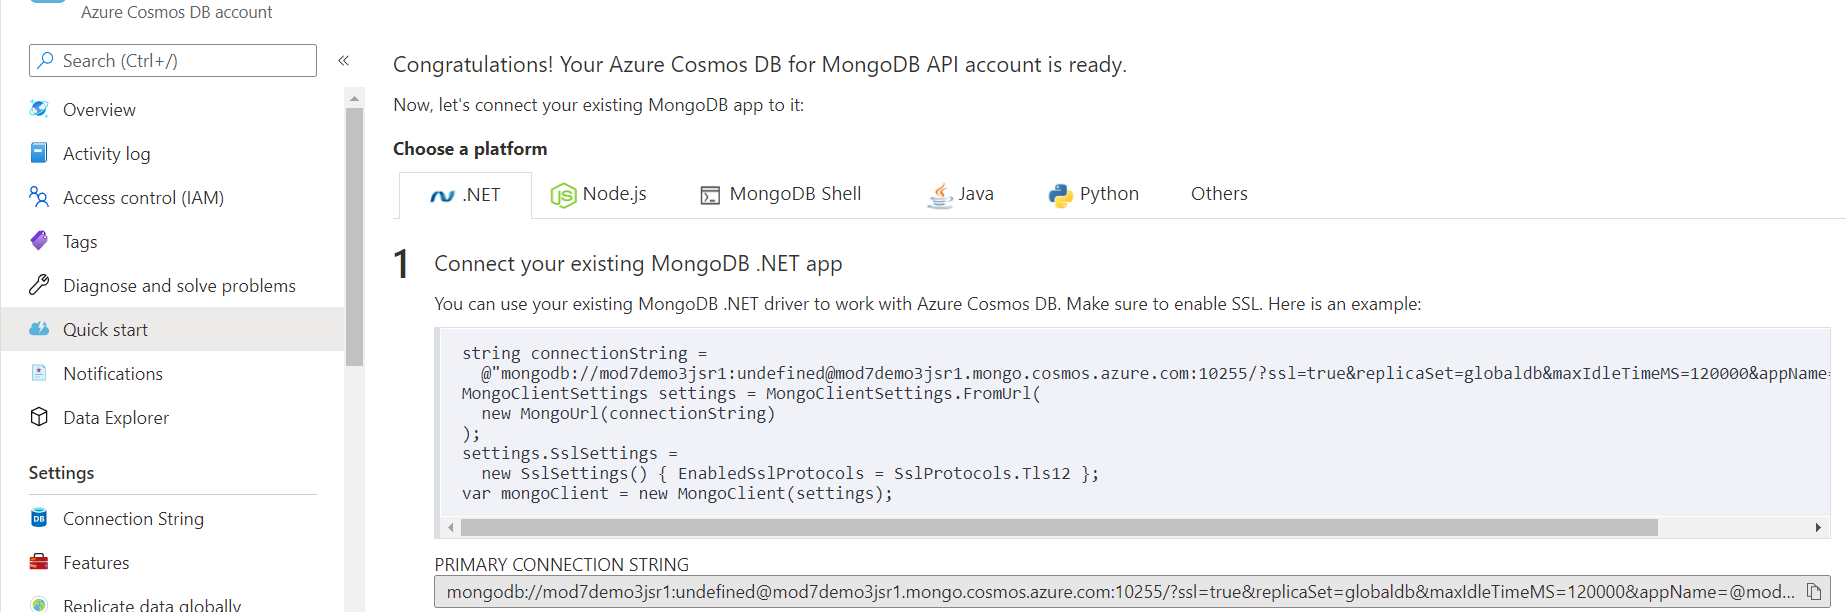 Azure Cosmos DB account
Search (Ctrl+/)
«
Overview
Activity log
Access control (IAM)
Tags
Diagnose and solve problems
Quick start
Notifications
Data Explorer
Settings
Connection String
Features
Replicate data globally
Congratulations! Your Azure Cosmos DB for MongoDB API account is ready.
Now, let's connect your existing MongoDB app to it:
Choose a platform
.NET
Node.js
MongoDB Shell
Java
Python
Others
1 Connect your existing MongoDB .NET app
You can use your existing MongoDB .NET driver to work with Azure Cosmos DB. Make sure to enable SSL. Here is an example:
string connectionString =
@"mongodb://mod7demo3jsr1:undefined@mod7demo3jsr1.mongo.cosmos.azure.com:10255/?ssl=true&replicaSet=globaldb&maxIdleTimeMS=120000&appName=
MongoClientSettings settings = MongoClientSettings.FromUrl(
new MongoUrl(connectionString)
);
settings.SslSettings =
new SslSettings() { EnabledSslProtocols = SslProtocols.Tls12 };
var mongoClient = new MongoClient(settings);
PRIMARY CONNECTION STRING
mongodb://mod7demo3jsr1:undefined@mod7demo3jsr1.mongo.cosmos.azure.com:10255/?ssl=true&replicaSet=globaldb&maxIdleTimeMS=120000&appName=@mod...